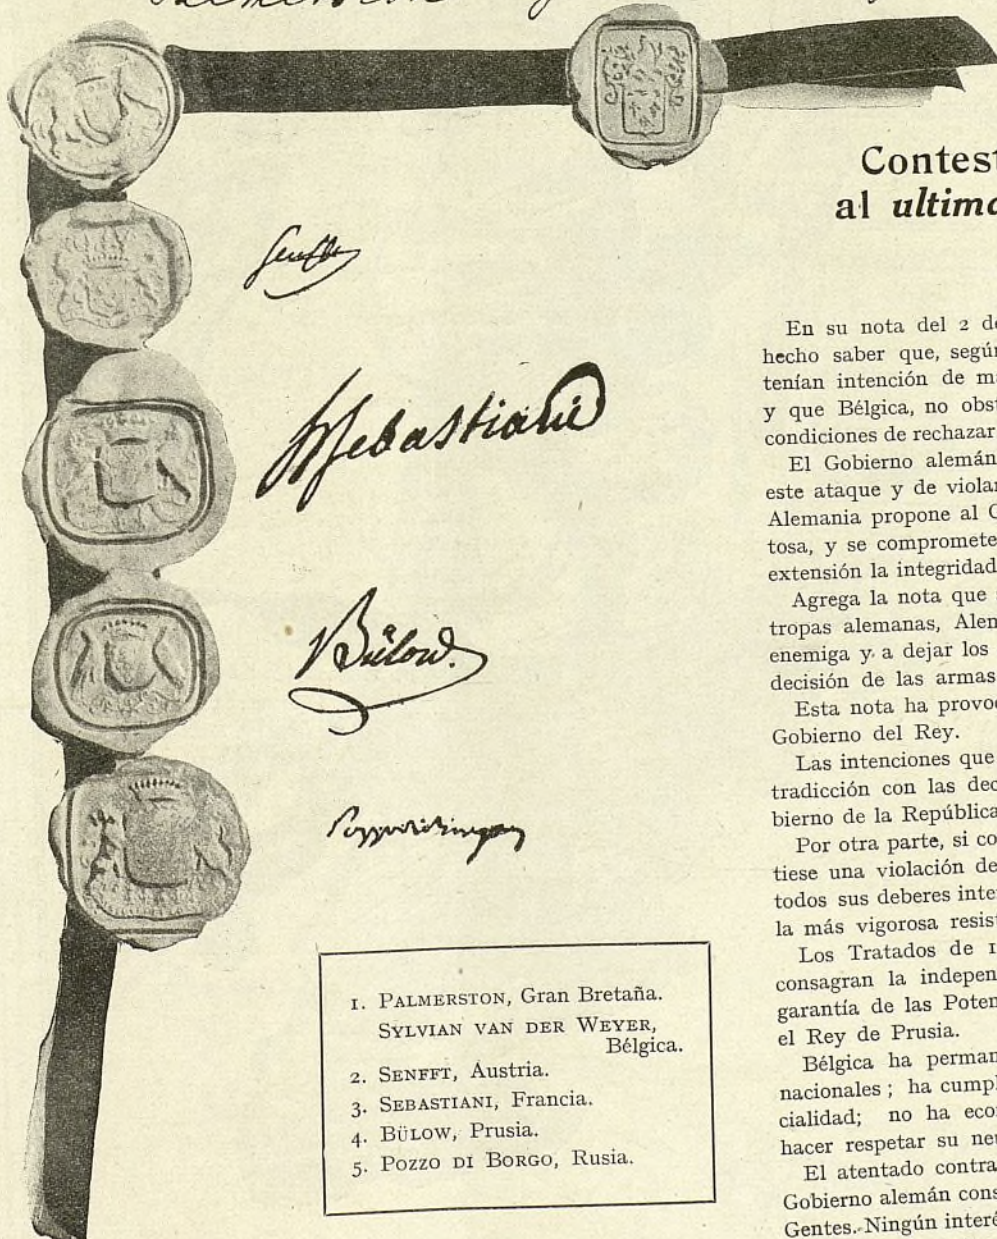 Senfft
HSebastiani
Bülow.
Pozzo di Borgo
1. PALMERSTON, Gran Bretaña.
SYLVIAN VAN DER WEYER,
Bélgica.
2. SENFFT, Austria.
3. SEBASTIANI, Francia.
4. BÜLOW, Prusia.
5. POZZO DI BORGO, Rusia.
Contest
al ultima
En su nota del 2 de
hecho saber que, según
tenían intención de ma
y que Bélgica, no obst
condiciones de rechazar
El Gobierno alemán
este ataque y de violar
Alemania propone al G
tosa, y se compromete
extensión la integridad
Agrega la nota que
tropas alemanas, Alem
enemiga y a dejar los
decisión de las armas
Esta nota ha provoc
Gobierno del Rey.
Las intenciones que
tradicción con las dec
bierno de la República
Por otra parte, si co
tiese una violación de
todos sus deberes inte
la más vigorosa resist
Los Tratados de 1
consagran la indepen
garantía de las Poten
el Rey de Prusia.
Bélgica ha perman
nacionales; ha cumpl
cialidad; no ha eco
hacer respetar su neu
El atentado contra
Gobierno alemán cons
Gentes. Ningún interé